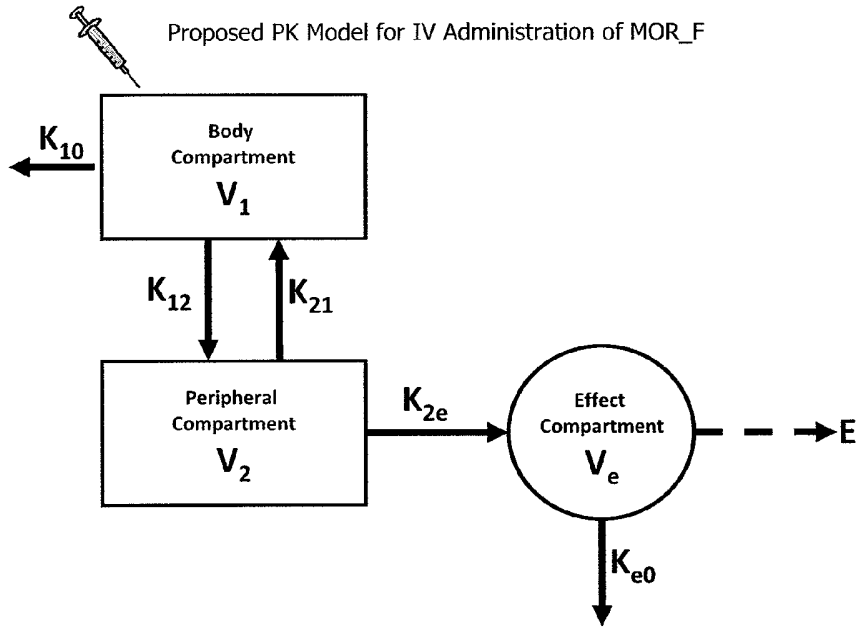 Proposed PK Model for IV Administration of MOR_F
Body
Compartment
V1
K10
K12
K21
Peripheral
Compartment
V2
K2e
Effect
Compartment
Ve
E
Ke0